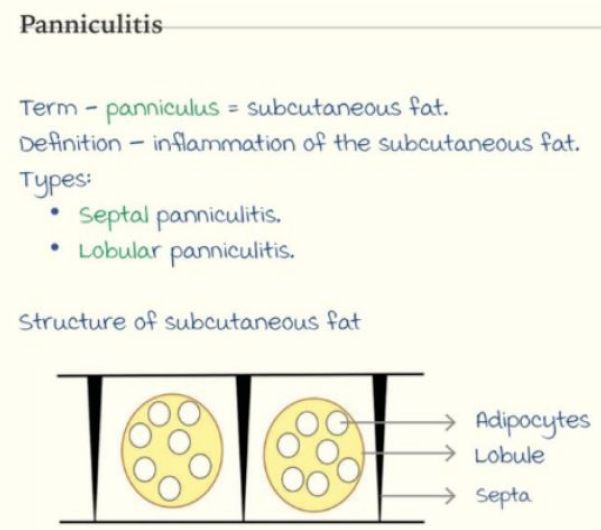 Panniculitis
Term - panniculus = subcutaneous fat.
Definition - inflammation of the subcutaneous fat.
Types:
• Septal panniculitis.
• Lobular panniculitis.
Structure of subcutaneous fat
Adipocytes
Lobule
Septa